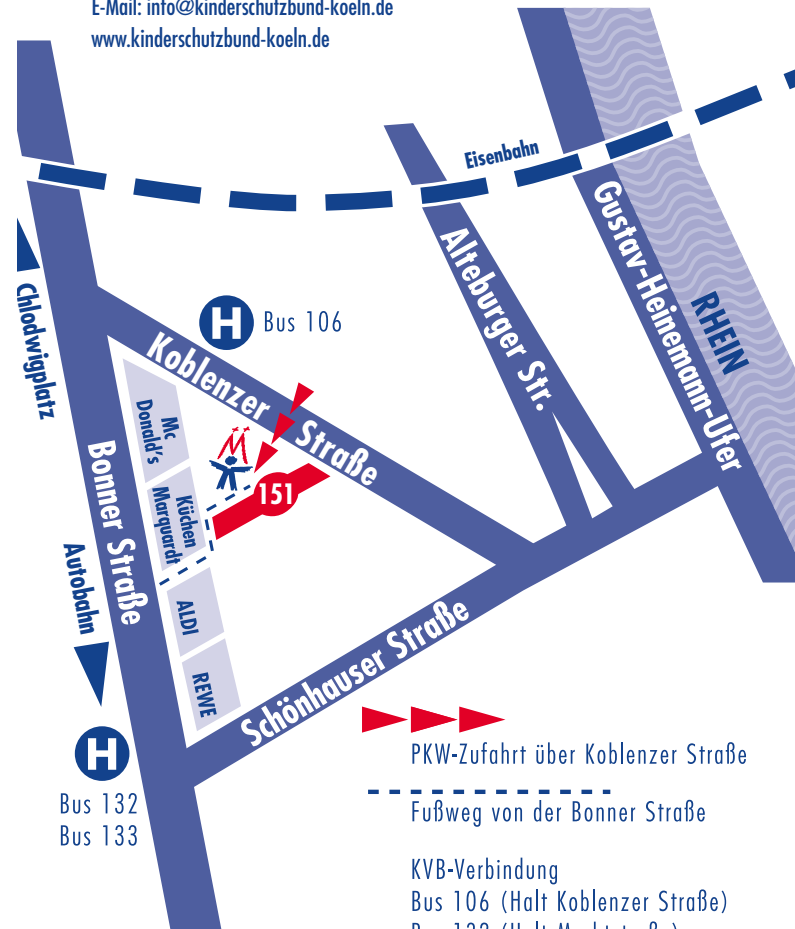 E-Mail: info@kinderschutzbund-koeln.de
www.kinderschutzbund-koeln.de
Eisenbahn
Gustav-Heinemann-Ufer
RHEIN
Alteburger Str.
Chlodwigplatz
H Bus 106
Koblenzer Straße
Mc
Donald's
151
Bonner Straße
Küchen
Marquardt
Autobahn
ALDI
REWE
Schönhauser Straße
H
Bus 132
Bus 133
PKW-Zufahrt über Koblenzer Straße
Fußweg von der Bonner Straße
KVB-Verbindung
Bus 106 (Halt Koblenzer Straße)